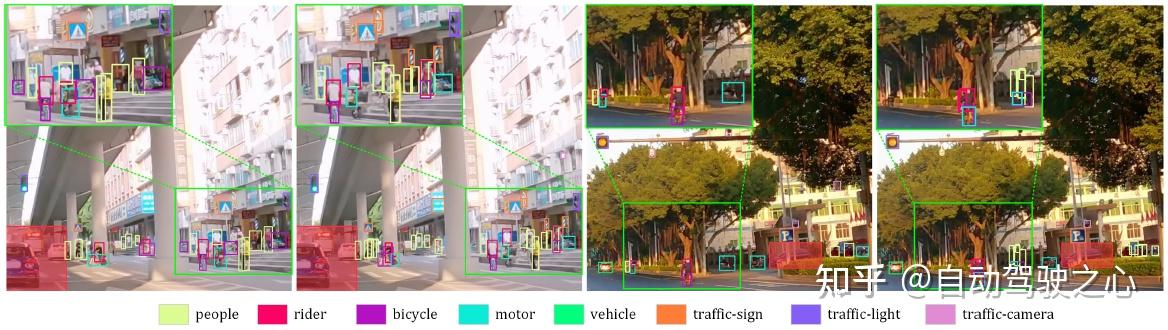 知乎 @自动驾驶之心
people rider bicycle motor vehicle traffic-sign traffic-light traffic-camera